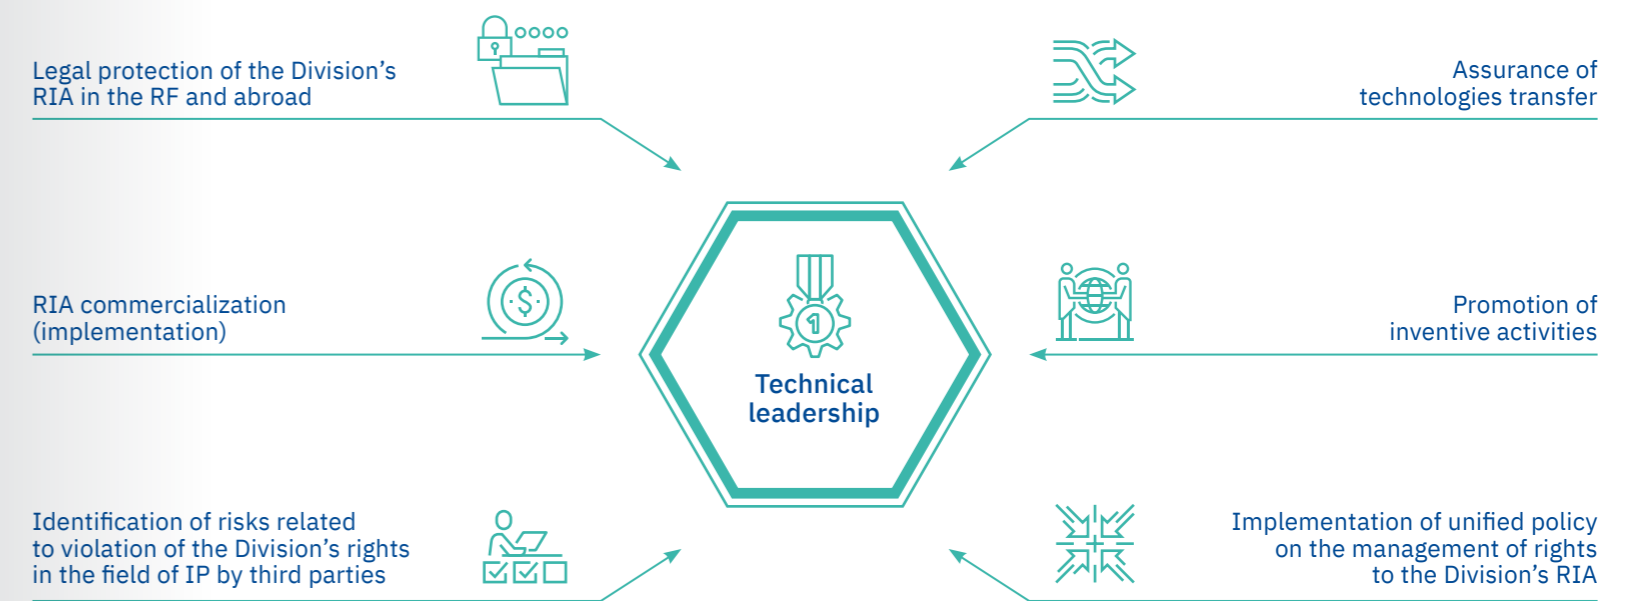 Legal protection of the Division's
RIA in the RF and abroad
Assurance of
technologies transfer
RIA commercialization
(implementation)
$
1
Technical
leadership
Promotion of
inventive activities
Identification of risks related
to violation of the Division's rights
in the field of IP by third parties
Implementation of unified policy
on the management of rights
to the Division's RIA